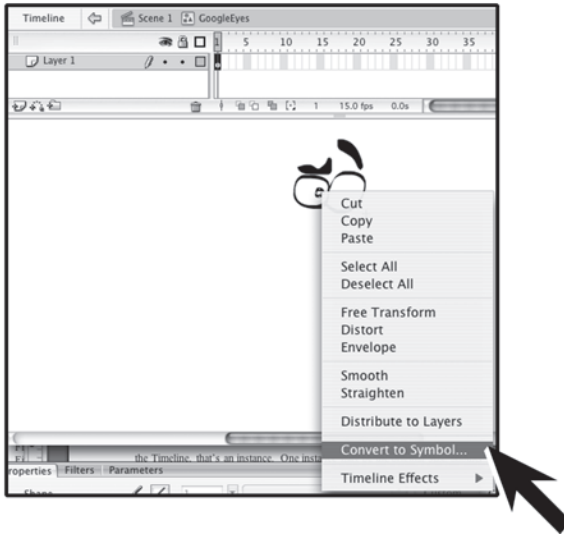 Timeline Scene 1 GoogleEyes
1 5 10 15 20 25 30 35
Layer 1
1 15.0 fps 0.0s
Cut
Copy
Paste
Select All
Deselect All
Free Transform
Distort
Envelope
Smooth
Straighten
Distribute to Layers
Convert to Symbol...
the Timeline, that's an instance. One insta
roperties Filters Parameters
Timeline Effects
Shape